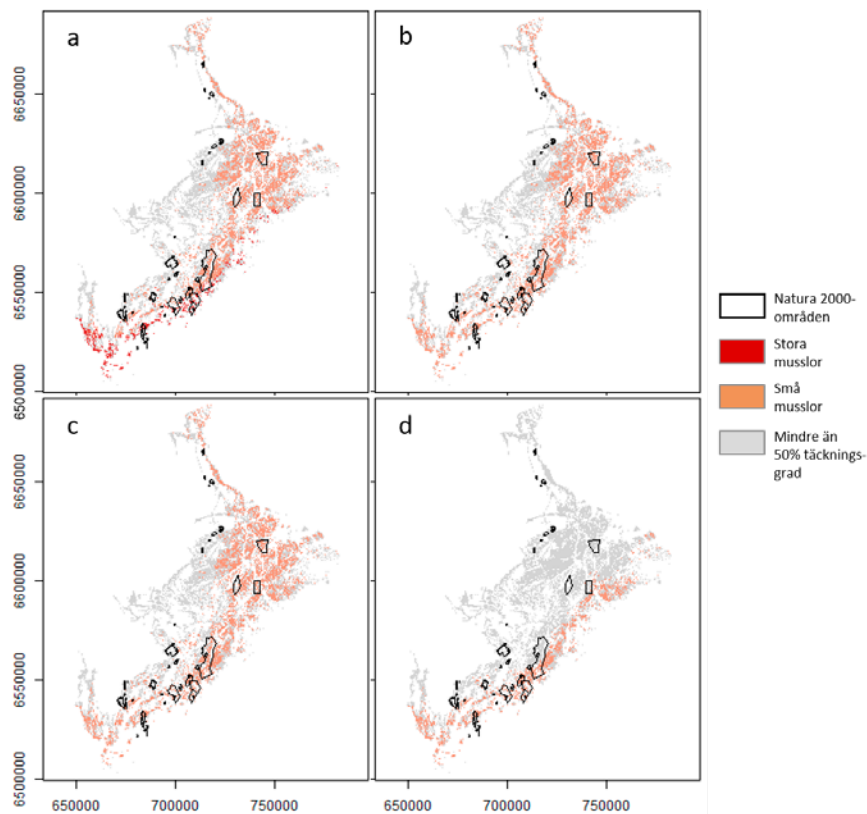 a
b
6650000
6600000
6550000
6500000
c
d
6650000
6600000
6550000
6500000
650000 700000 750000
650000 700000 750000
Natura 2000-
områden
Stora
musslor
Små
musslor
Mindre än
50% täcknings-
grad